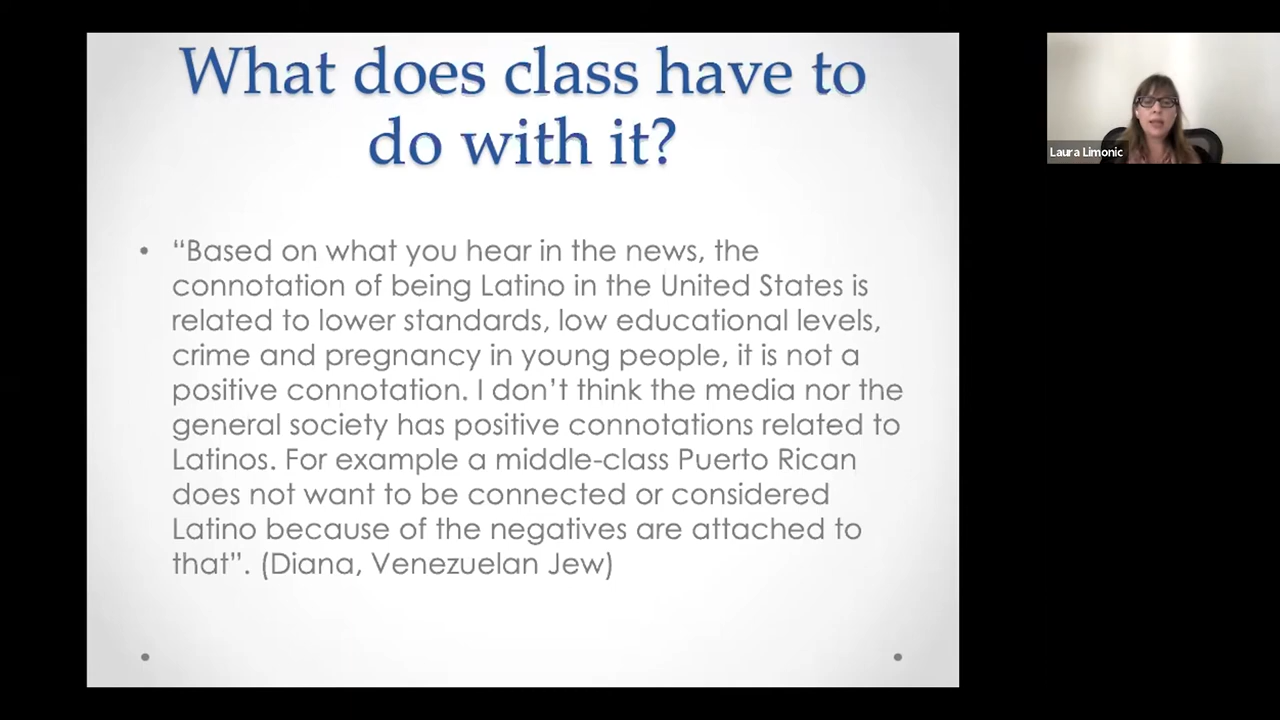 What does class have to
do with it?
• “Based on what you hear in the news, the
connotation of being Latino in the United States is
related to lower standards, low educational levels,
crime and pregnancy in young people, it is not a
positive connotation. I don’t think the media nor the
general society has positive connotations related to
Latinos. For example a middle-class Puerto Rican
does not want to be connected or considered
Latino because of the negatives are attached to
that”. (Diana, Venezuelan Jew)
Laura Limonic